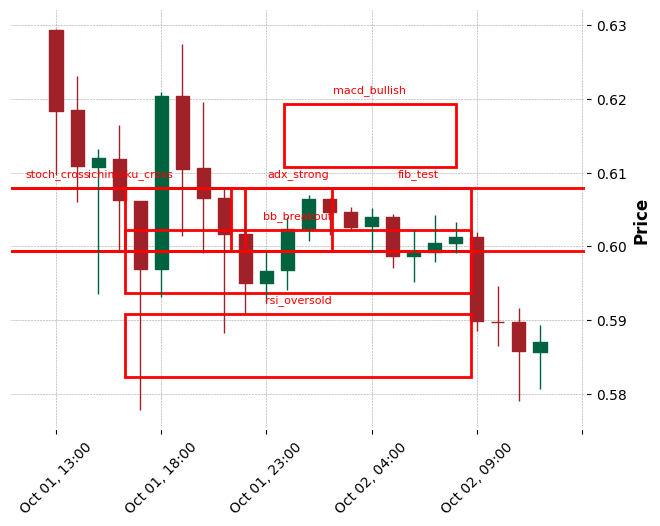 0.63
0.62
macd_bullish
0.61
stoch_cross
ichimoku_cross
adx_strong
fib_test
bb_breakout
0.60
rsi_oversold
0.59
0.58
Price
Oct 01, 13:00
Oct 01, 18:00
Oct 01, 23:00
Oct 02, 04:00
Oct 02, 09:00